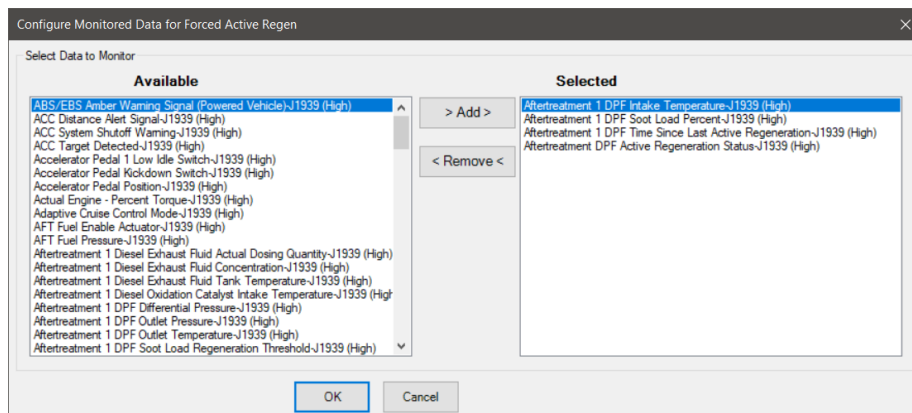 Configure Monitored Data for Forced Active Regen
Select Data to Monitor
Available
Selected
ABS/EBS Amber Warning Signal (Powered Vehicle)-J1939 (High)
ACC Distance Alert Signal-J1939 (High)
ACC System Shutoff Warning-J1939 (High)
ACC Target Detected-J1939 (High)
Accelerator Pedal 1 Low Idle Switch-J1939 (High)
Accelerator Pedal Kickdown Switch-J1939 (High)
Accelerator Pedal Position-J1939 (High)
Actual Engine - Percent Torque-J1939 (High)
Adaptive Cruise Control Mode-J1939 (High)
AFT Fuel Enable Actuator-J1939 (High)
AFT Fuel Pressure-J1939 (High)
Aftertreatment 1 Diesel Exhaust Fluid Actual Dosing Quantity-J1939 (High)
Aftertreatment 1 Diesel Exhaust Fluid Concentration-J1939 (High)
Aftertreatment 1 Diesel Exhaust Fluid Tank Temperature-J1939 (High)
Aftertreatment 1 Diesel Oxidation Catalyst Intake Temperature-J1939 (High
Aftertreatment 1 DPF Differential Pressure-J1939 (High)
Aftertreatment 1 DPF Outlet Pressure-J1939 (High)
Aftertreatment 1 DPF Outlet Temperature-J1939 (High)
Aftertreatment 1 DPF Soot Load Regeneration Threshold-J1939 (High)
> Add >
< Remove <
Aftertreatment 1 DPF Intake Temperature-J1939 (High)
Aftertreatment 1 DPF Soot Load Percent-J1939 (High)
Aftertreatment 1 DPF Time Since Last Active Regeneration-J1939 (High)
Aftertreatment DPF Active Regeneration Status-J1939 (High)
OK
Cancel